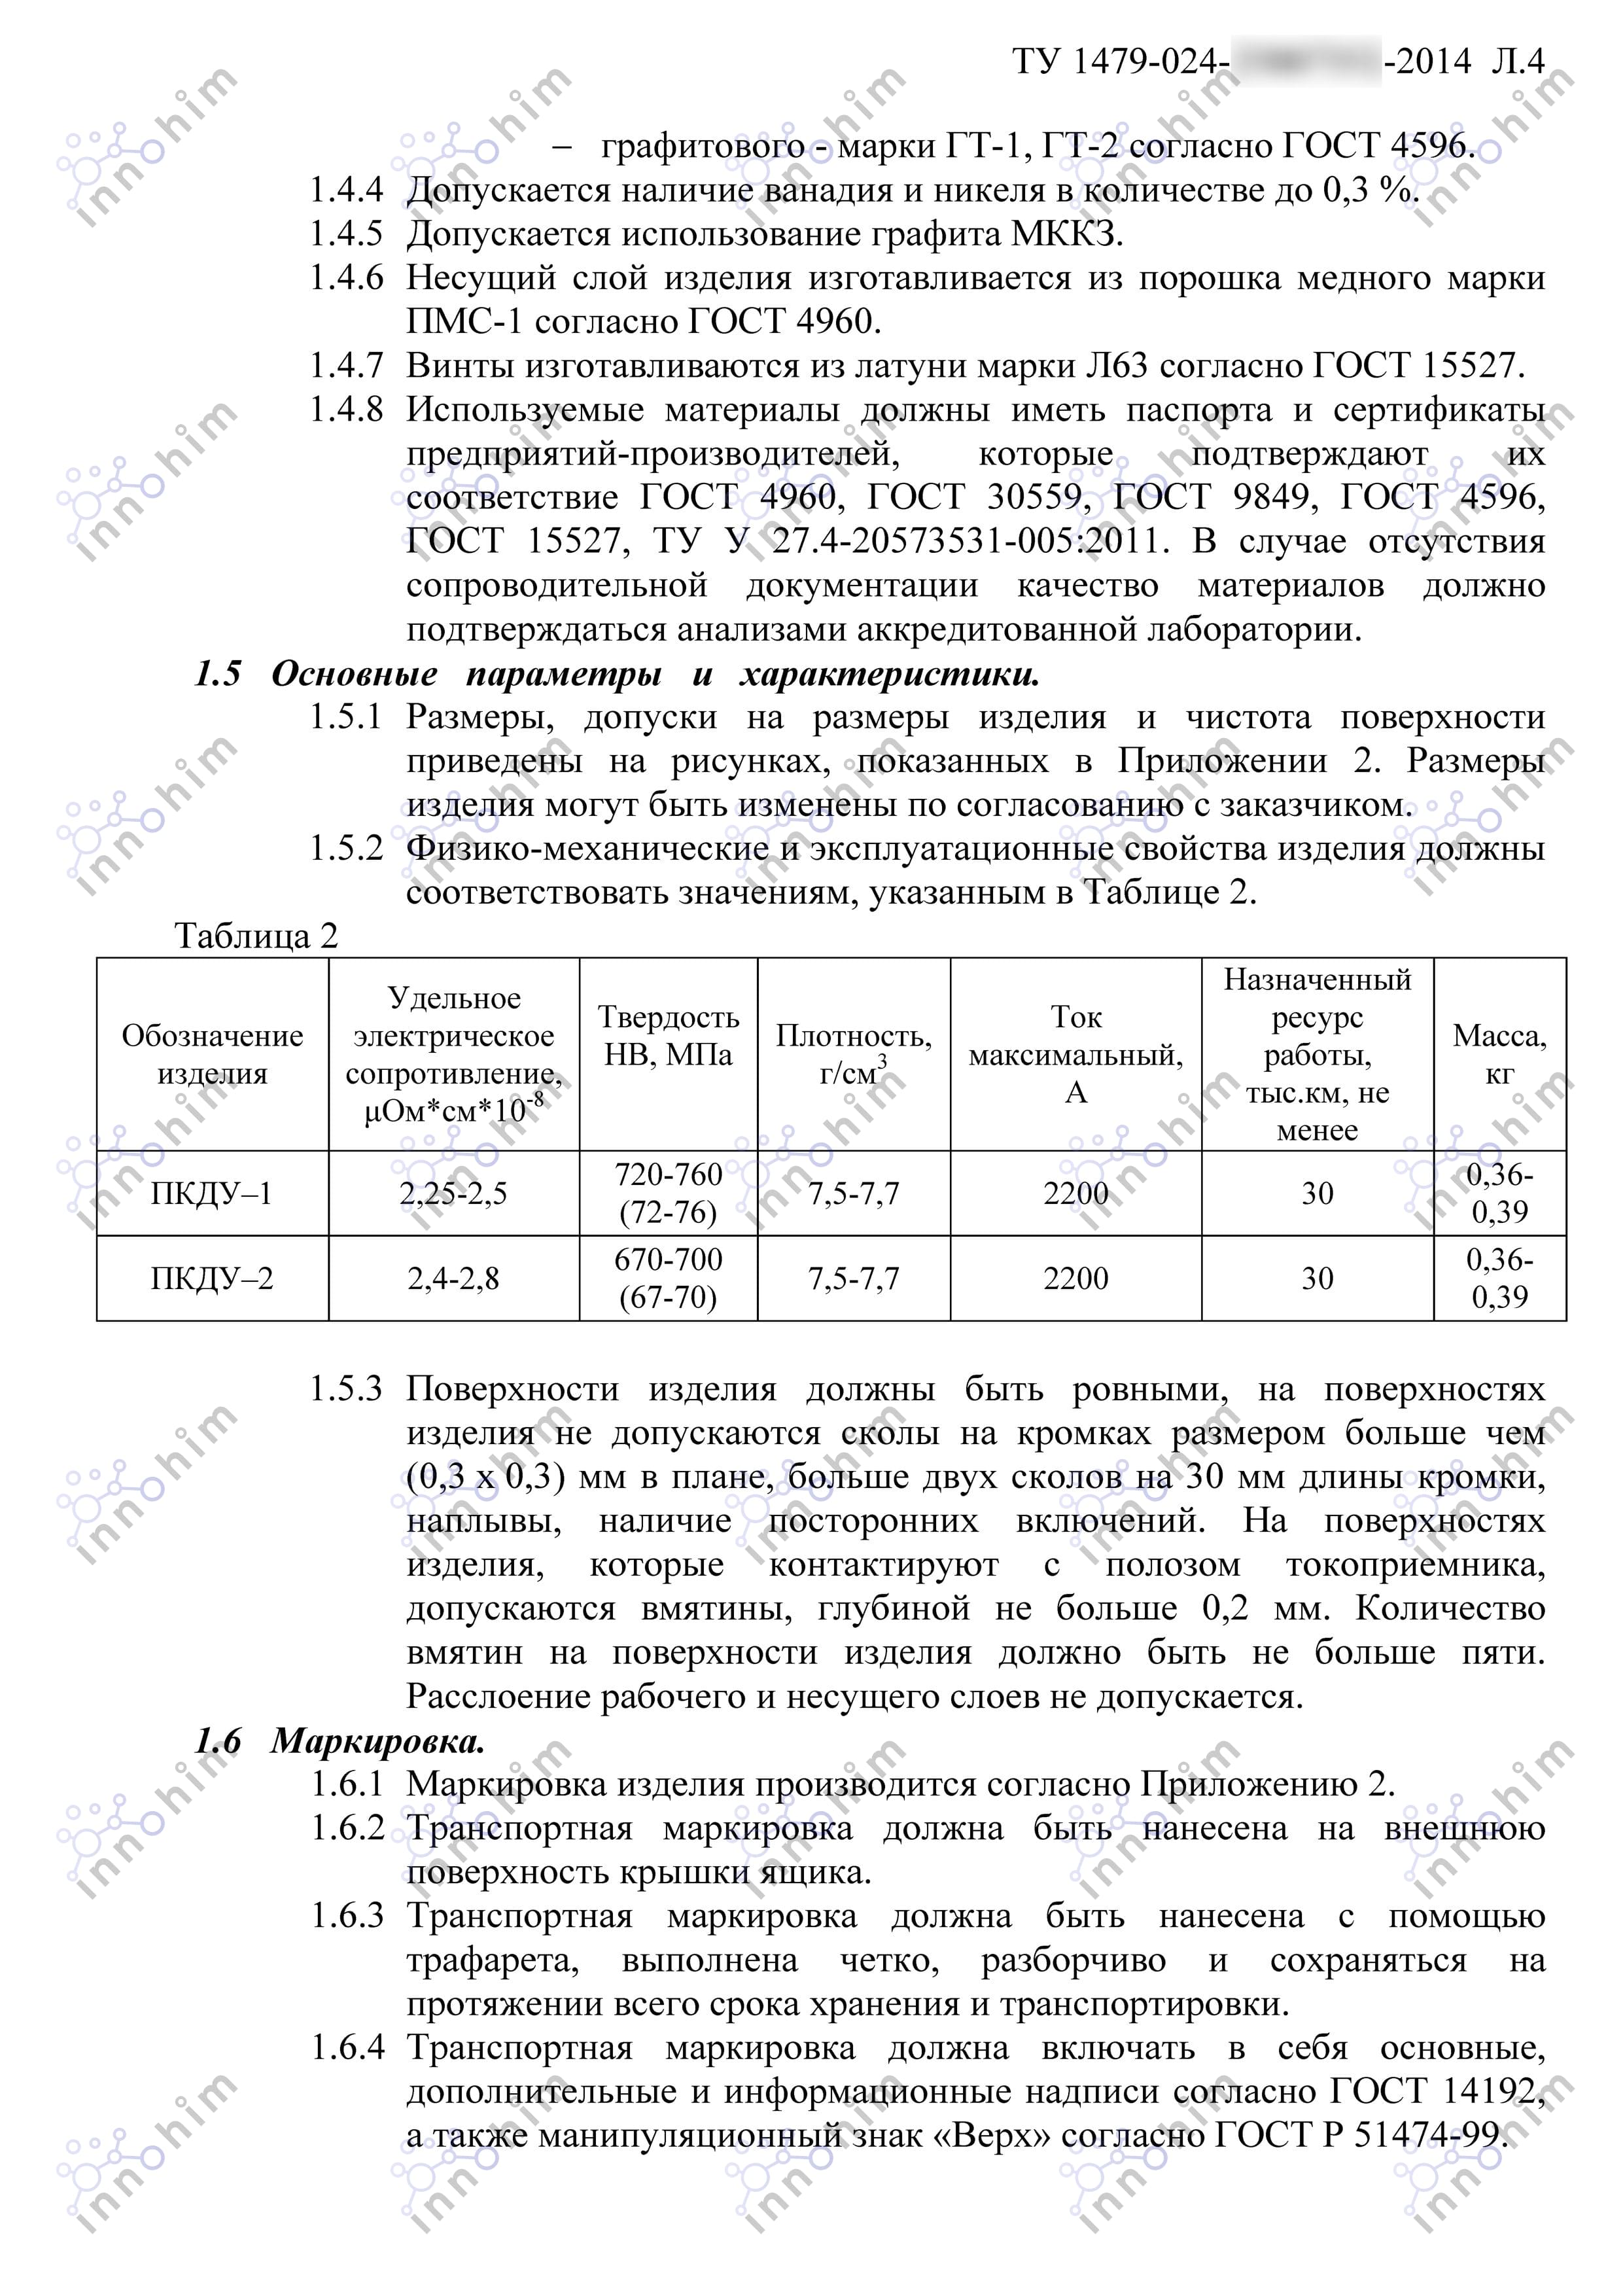 ТУ 1479-024- -2014 Л.4
– графитового - марки ГТ-1, ГТ-2 согласно ГОСТ 4596.
1.4.4 Допускается наличие ванадия и никеля в количестве до 0,3 %.
1.4.5 Допускается использование графита МККЗ.
1.4.6 Несущий слой изделия изготавливается из порошка медного марки
ПМС-1 согласно ГОСТ 4960.
1.4.7 Винты изготавливаются из латуни марки Л63 согласно ГОСТ 15527.
1.4.8 Используемые материалы должны иметь паспорта и сертификаты
предприятий-производителей, которые подтверждают их
соответствие ГОСТ 4960, ГОСТ 30559, ГОСТ 9849, ГОСТ 4596,
ГОСТ 15527, ТУ У 27.4-20573531-005:2011. В случае отсутствия
сопроводительной документации качество материалов должно
подтверждаться анализами аккредитованной лаборатории.
1.5 Основные параметры и характеристики.
1.5.1 Размеры, допуски на размеры изделия и чистота поверхности
приведены на рисунках, показанных в Приложении 2. Размеры
изделия могут быть изменены по согласованию с заказчиком.
1.5.2 Физико-механические и эксплуатационные свойства изделия должны
соответствовать значениям, указанным в Таблице 2.
Таблица 2
Обозначение
изделия
Удельное
электрическое
сопротивление,
μОм*см*10-8
Твердость
НВ, МПа
Плотность,
г/см3
Ток
максимальный,
А
Назначенный
ресурс
работы,
тыс.км, не
менее
Масса,
кг
ПКДУ–1
2,25-2,5
720-760
(72-76)
7,5-7,7
2200
30
0,36-
0,39
ПКДУ–2
2,4-2,8
670-700
(67-70)
7,5-7,7
2200
30
0,36-
0,39
1.5.3 Поверхности изделия должны быть ровными, на поверхностях
изделия не допускаются сколы на кромках размером больше чем
(0,3 х 0,3) мм в плане, больше двух сколов на 30 мм длины кромки,
наплывы, наличие посторонних включений. На поверхностях
изделия, которые контактируют с полозом токоприемника,
допускаются вмятины, глубиной не больше 0,2 мм. Количество
вмятин на поверхности изделия должно быть не больше пяти.
Расслоение рабочего и несущего слоев не допускается.
1.6 Маркировка.
1.6.1 Маркировка изделия производится согласно Приложению 2.
1.6.2 Транспортная маркировка должна быть нанесена на внешнюю
поверхность крышки ящика.
1.6.3 Транспортная маркировка должна быть нанесена с помощью
трафарета, выполнена четко, разборчиво и сохраняться на
протяжении всего срока хранения и транспортировки.
1.6.4 Транспортная маркировка должна включать в себя основные,
дополнительные и информационные надписи согласно ГОСТ 14192,
а также манипуляционный знак «Верх» согласно ГОСТ Р 51474-99.